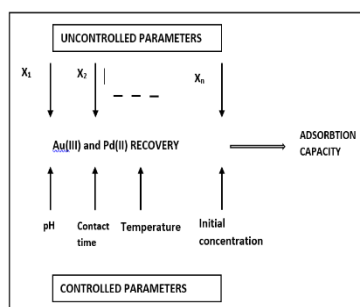 UNCONTROLLED PARAMETERS
X1 X2 Xn
Au(III) and Pd(II) RECOVERY
ADSORBTION
CAPACITY
pH Contact
time Temperature Initial
concentration
CONTROLLED PARAMETERS